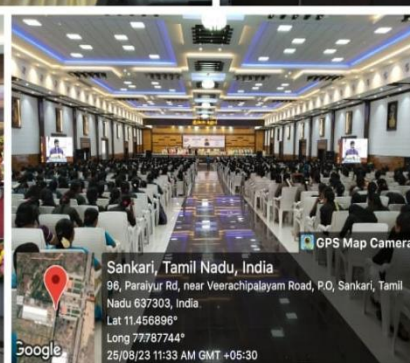 GPS Map Camera
Sankari, Tamil Nadu, India
96, Paraiyur Rd, near Veerachipalayam Road, P.O, Sankari, Tamil
Nadu 637303, India
Lat 11.456896°
Long 77.787744°
25/08/23 11:33 AM GMT +05:30
Google